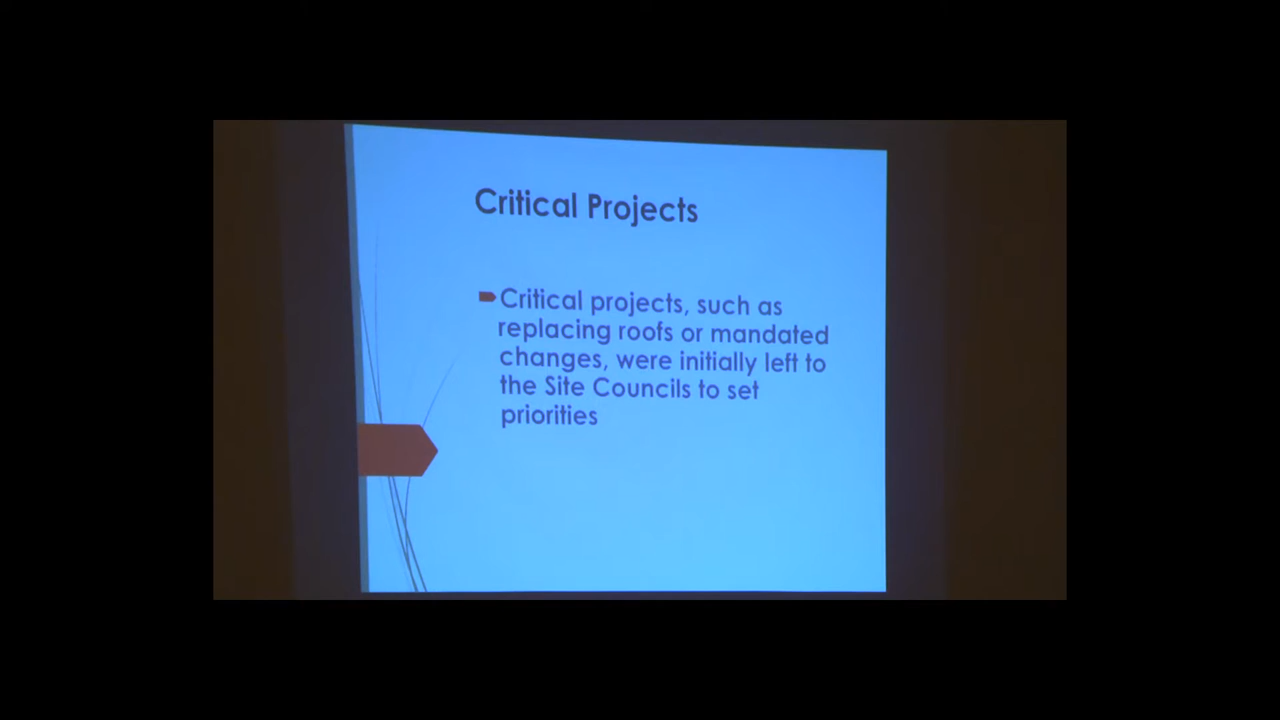 Critical Projects
Critical projects, such as
replacing roofs or mandated
changes, were initially left to
the Site Councils to set
priorities